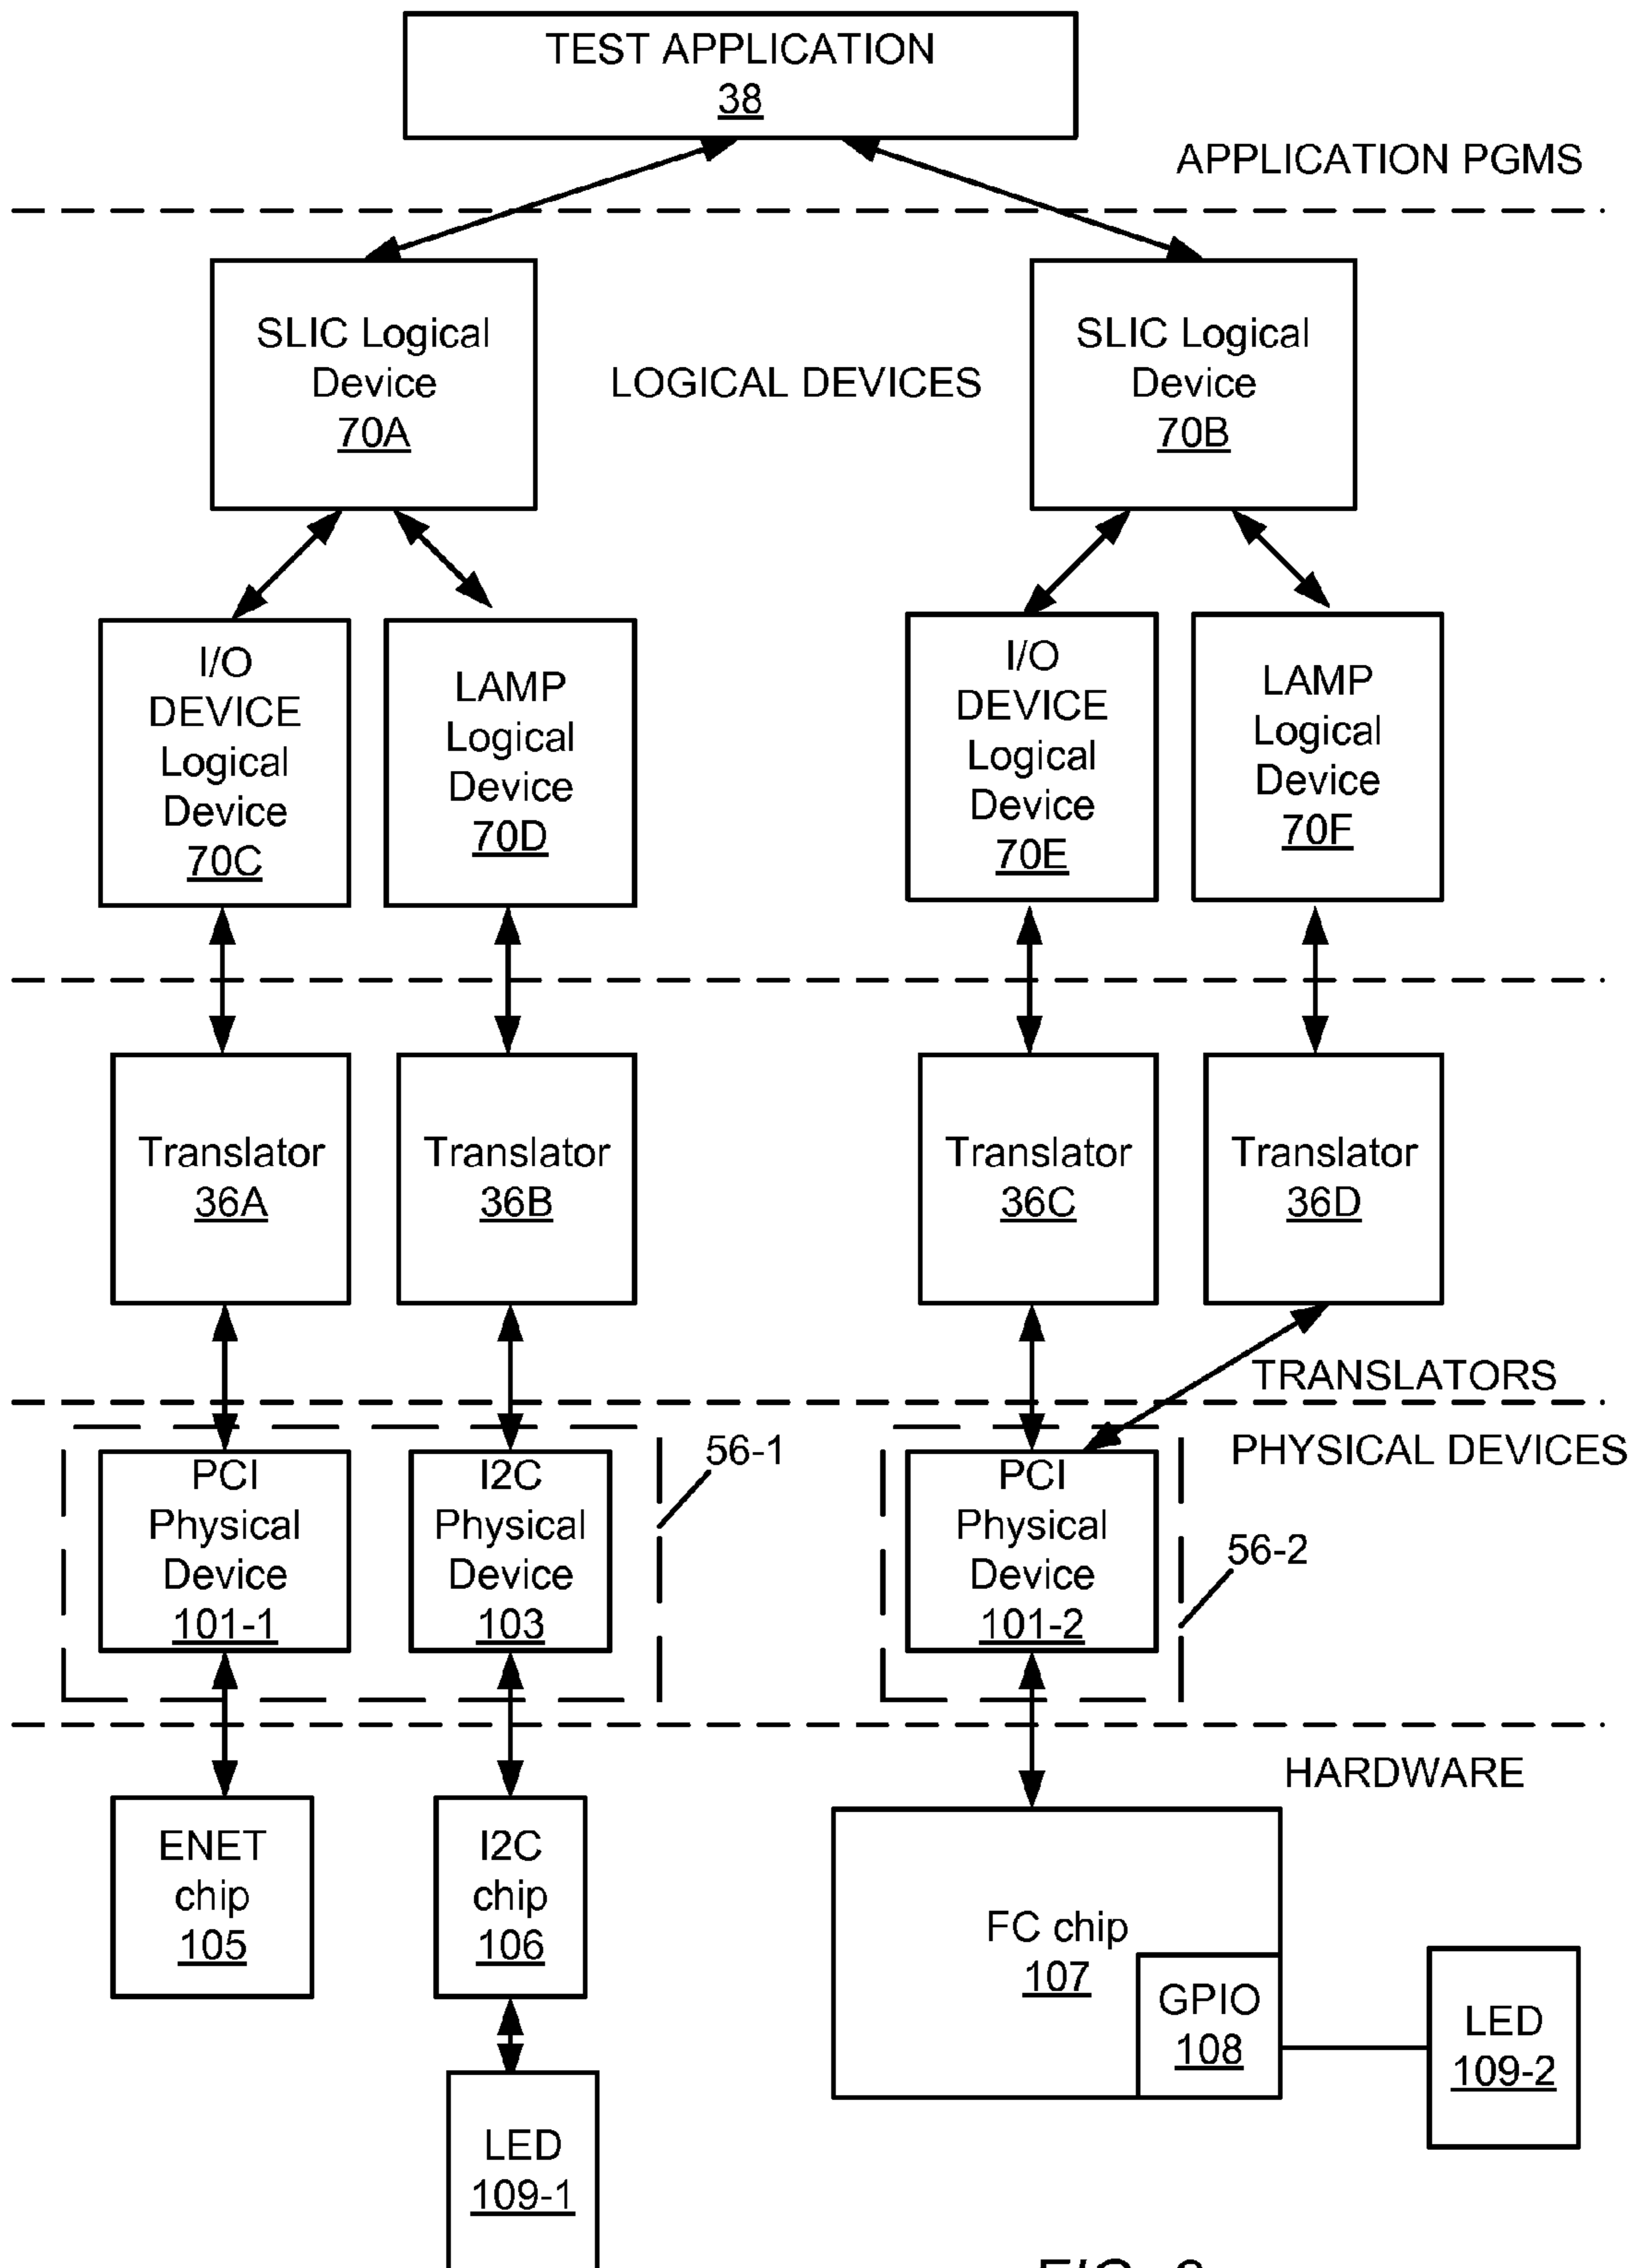 TEST APPLICATION
38
APPLICATION PGMS
SLIC Logical
Device
70A
LOGICAL DEVICES
SLIC Logical
Device
70B
I/O
DEVICE
Logical
Device
70C
LAMP
Logical
Device
70D
I/O
DEVICE
Logical
Device
70E
LAMP
Logical
Device
70F
Translator
36A
Translator
36B
Translator
36C
Translator
36D
TRANSLATORS
PHYSICAL DEVICES
PCI
Physical
Device
101-1
I2C
Physical
Device
103
56-1
PCI
Physical
Device
101-2
56-2
HARDWARE
ENET
chip
105
I2C
chip
106
FC chip
107
GPIO
108
LED
109-2
LED
109-1
FIG.